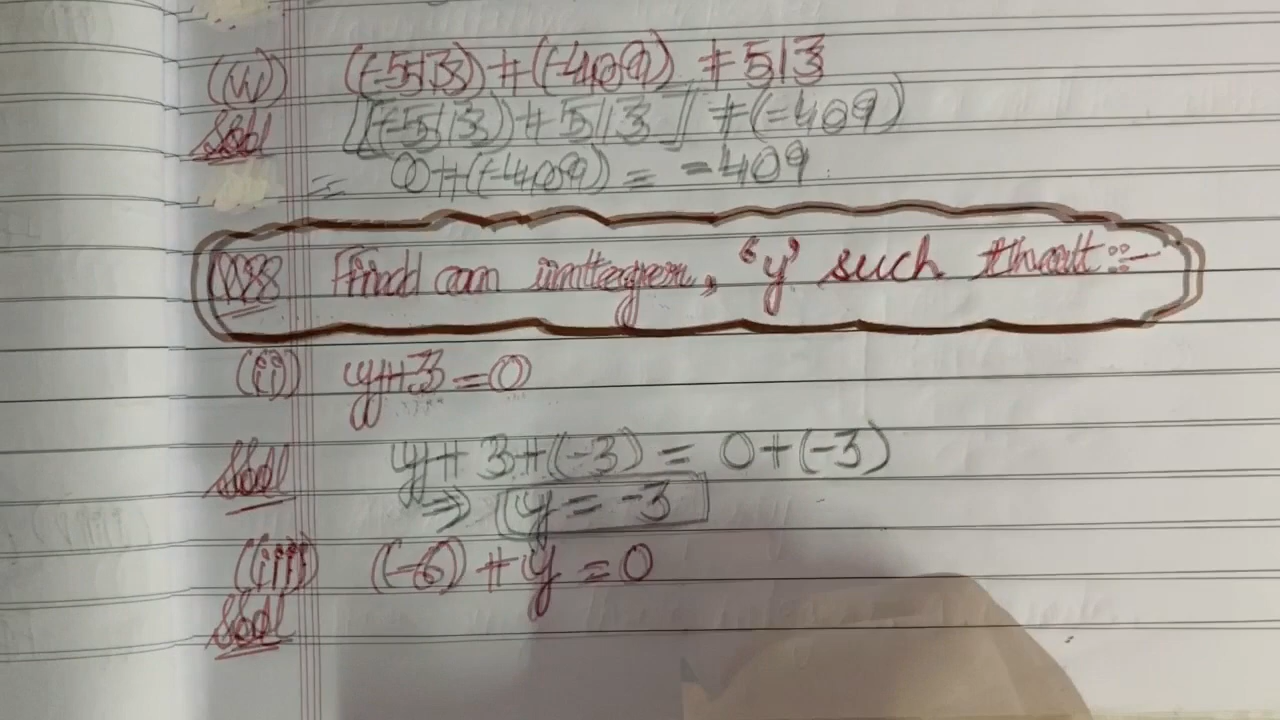 (iv) (-513) + (-409) + 513
Sol [(-513) + 513] + (-409)
= 0 + (-409) = -409.
Q8 Find an integer, 'y' such that :-
(i) y+3 = 0
Sol y + 3 + (-3) = 0 + (-3)
⇒ y = -3
(ii) (-6) + y = 0
Sol